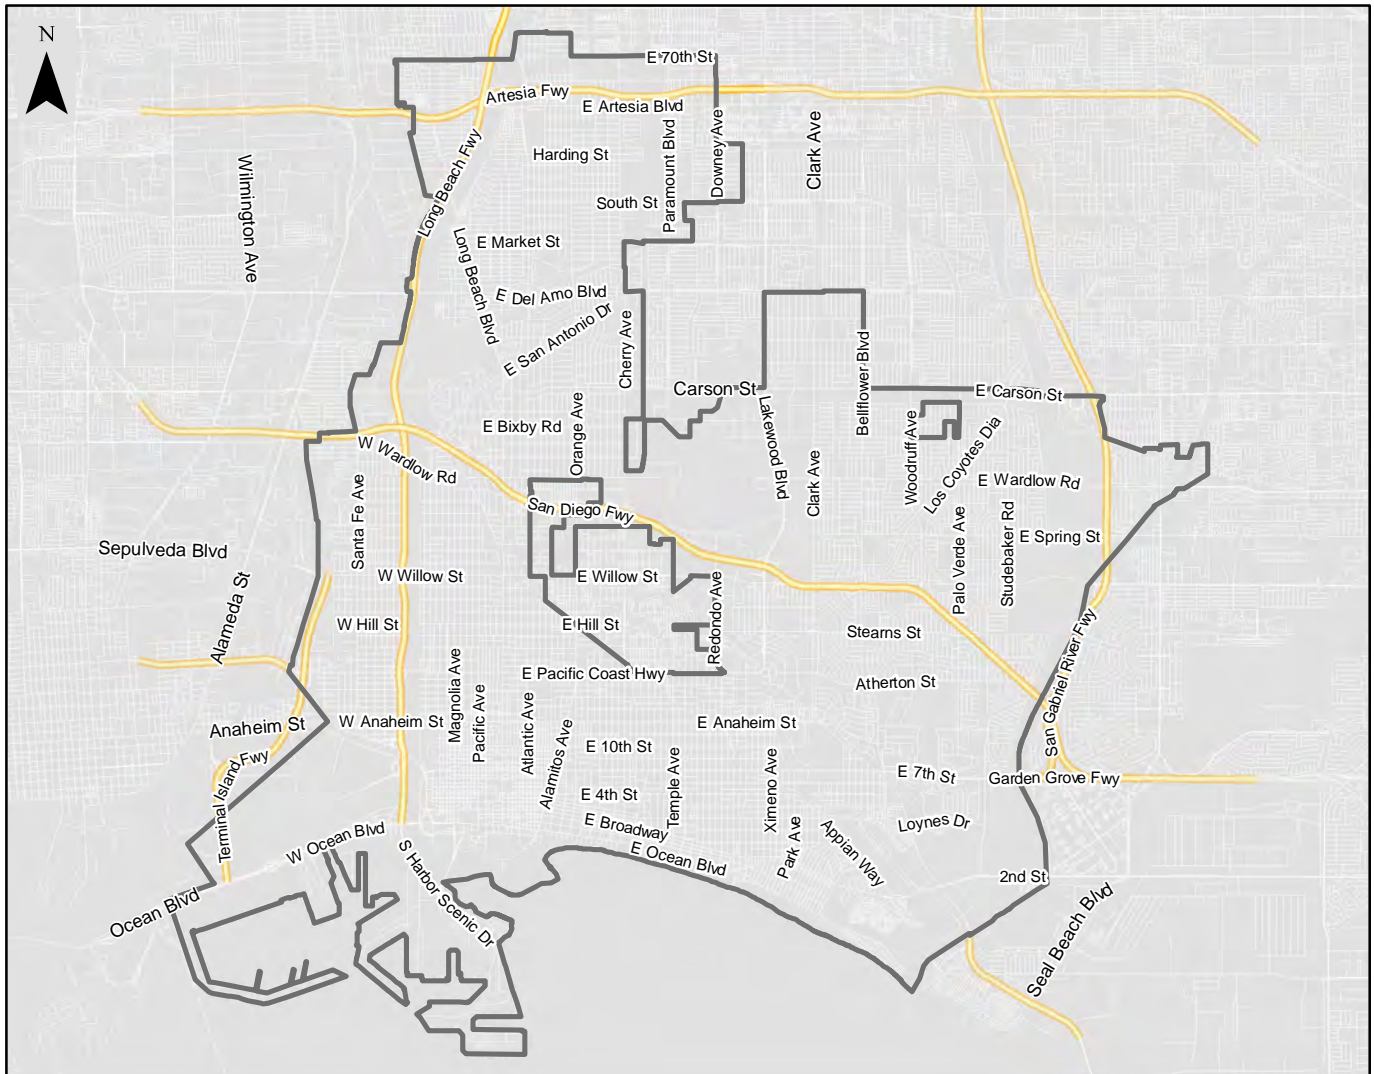 N
E 70th St
Artesia Fwy
E Artesia Blvd
Paramount Blvd
Downey Ave
Clark Ave
Harding St
Wilmington Ave
Long Beach Fwy
South St
Long Beach Blvd
E Market St
E Del Amo Blvd
E San Antonio Dr
Cherry Ave
Carson St
Lakewood Blvd
Bellflower Blvd
E Carson St
E Bixby Rd
Orange Ave
Woodruff Ave
Los Coyotes Dia
W Wardlow Rd
Clark Ave
E Wardlow Rd
Santa Fe Ave
San Diego Fwy
Palo Verde Ave
Studebaker Rd
E Spring St
Sepulveda Blvd
Alameda St
W Willow St
E Willow St
Redondo Ave
W Hill St
E Hill St
Stearns St
San Gabriel River Fwy
E Pacific Coast Hwy
Atherton St
Magnolia Ave
Pacific Ave
Atlantic Ave
Alamitos Ave
Anaheim St
W Anaheim St
E Anaheim St
E 10th St
Temple Ave
Ximeno Ave
Terminal Island Fwy
E 7th St
Garden Grove Fwy
E 4th St
E Broadway
Park Ave
Appian Way
Loynes Dr
W Ocean Blvd
S Harbor Scenic Dr
E Ocean Blvd
2nd St
Ocean Blvd
Seal Beach Blvd